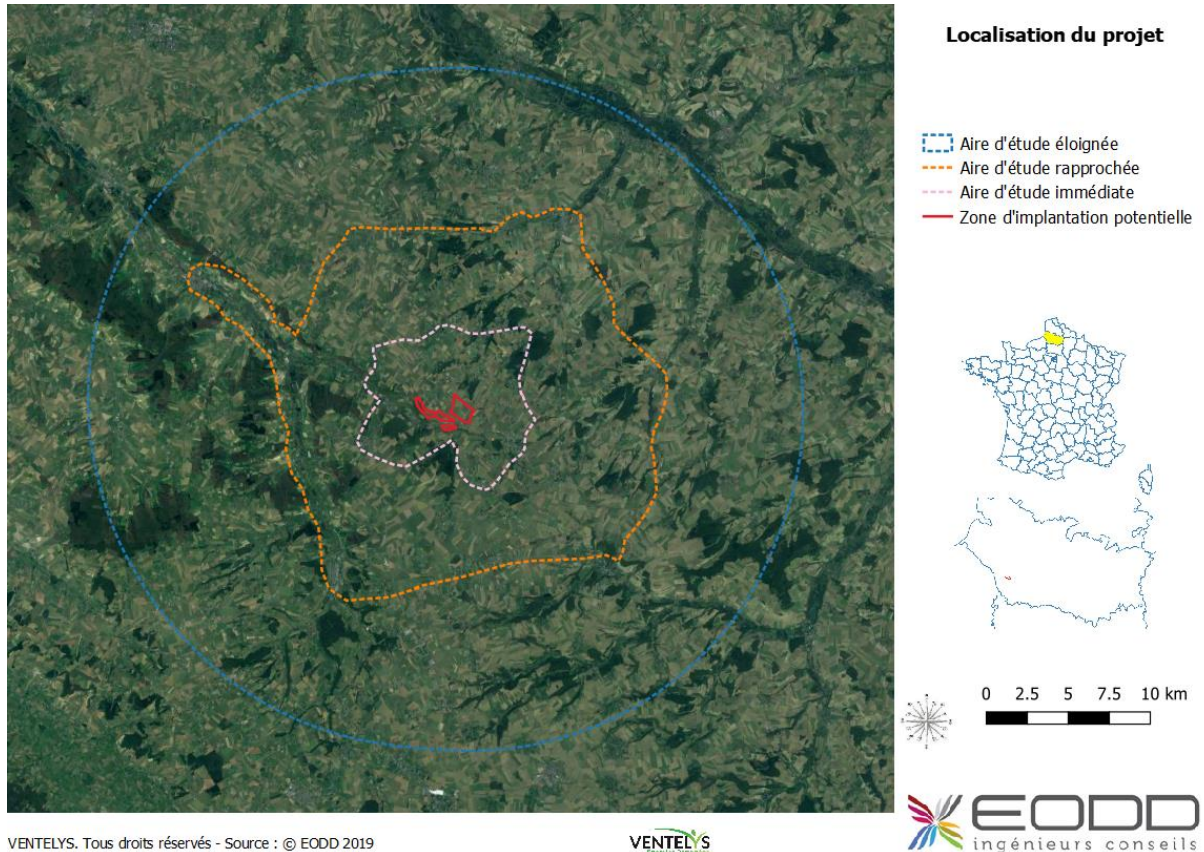 Localisation du projet
Aire d'étude éloignée
Aire d'étude rapprochée
Aire d'étude immédiate
Zone d'implantation potentielle
0 2.5 5 7.5 10 km
VENTELYS. Tous droits réservés - Source : © EODD 2019
VENTELYS
EODD
ingénieurs conseils